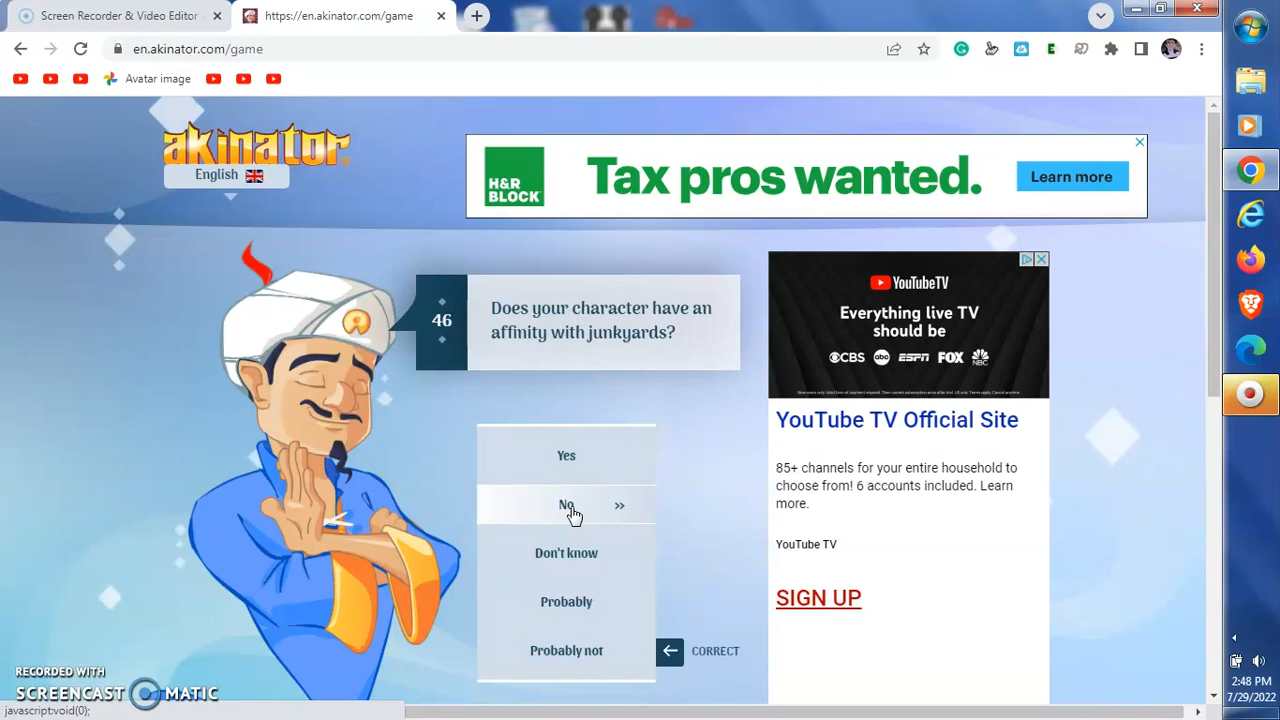 Screen Recorder & Video Editor -
https://en.akinator.com/game
en.akinator.com/game
Avatar image
akinator
English
H&R
BLOCK
Tax pros wanted.
Learn more
46
Does your character have an
affinity with junkyards?
Yes
No
Don't know
Probably
Probably not
CORRECT
YouTubeTV
Everything live TV
should be
CBS abc ESPN FOX NBC
YouTube TV Official Site
85+ channels for your entire household to
choose from! 6 accounts included. Learn
more.
YouTube TV
SIGN UP
RECORDED WITH
SCREENCAST MATIC
javascript:void(0);
2:48 PM
7/29/2022